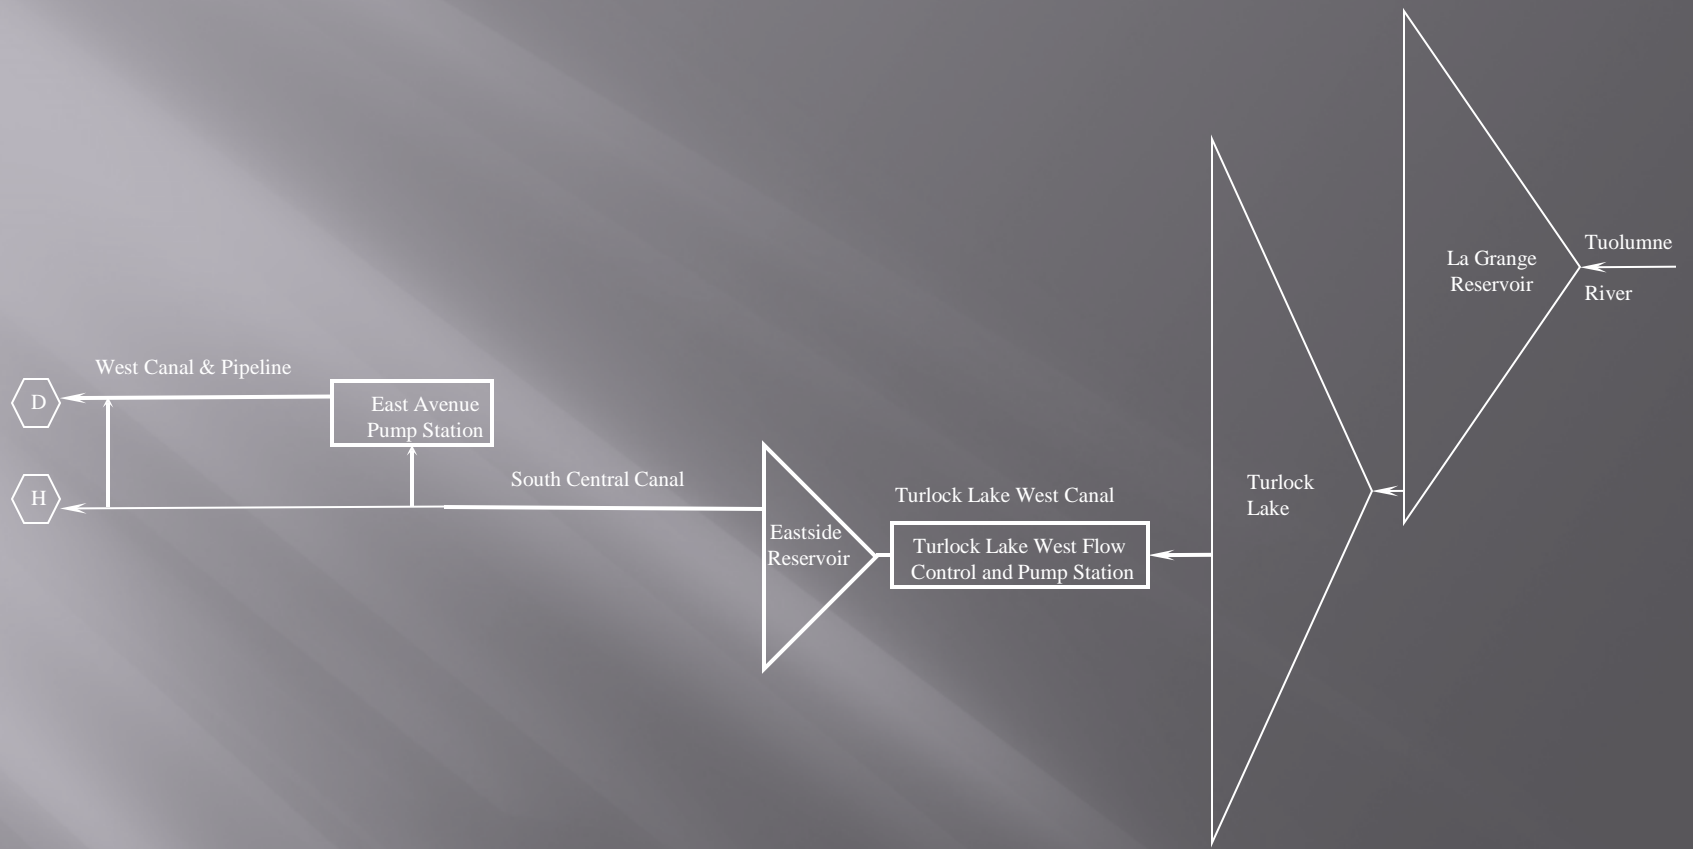 Tuolumne
River
La Grange
Reservoir
West Canal & Pipeline
D
East Avenue
Pump Station
South Central Canal
Turlock
Lake
Turlock Lake West Canal
H
Eastside
Reservoir
Turlock Lake West Flow
Control and Pump Station